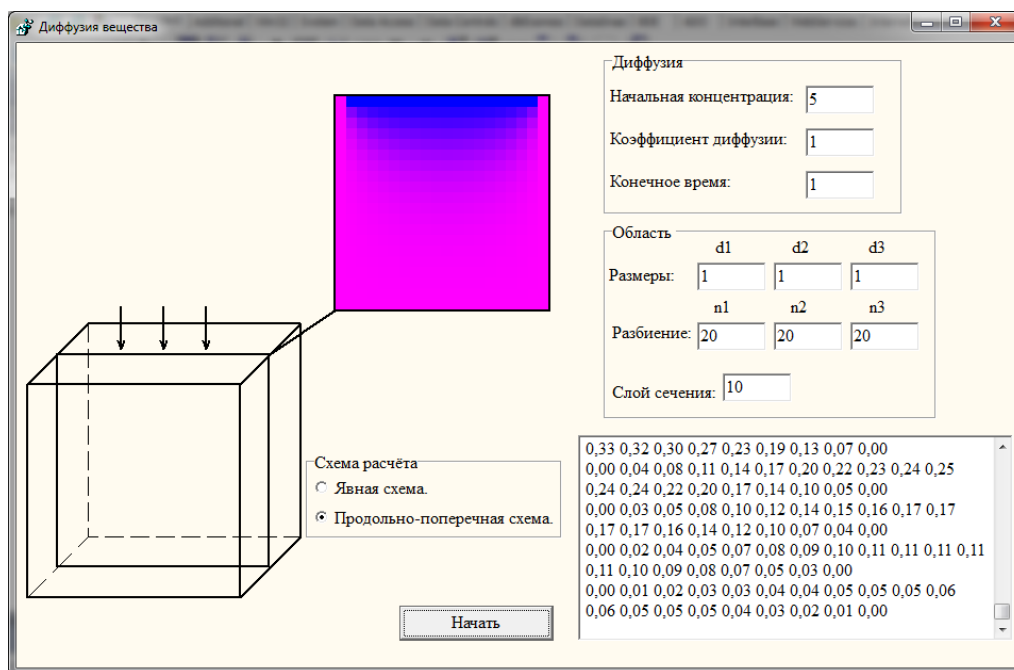 Диффузия вещества
Диффузия
Начальная концентрация: 5
Коэффициент диффузии: 1
Конечное время: 1
Область
d1 d2 d3
Размеры: 1 1 1
n1 n2 n3
Разбиение: 20 20 20
Слой сечения: 10
Схема расчёта
Явная схема.
Продольно-поперечная схема.
Начать
0,33 0,32 0,30 0,27 0,23 0,19 0,13 0,07 0,00
0,00 0,04 0,08 0,11 0,14 0,17 0,20 0,22 0,23 0,24 0,25
0,24 0,24 0,22 0,20 0,17 0,14 0,10 0,05 0,00
0,00 0,03 0,05 0,08 0,10 0,12 0,14 0,15 0,16 0,17 0,17
0,17 0,17 0,16 0,14 0,12 0,10 0,07 0,04 0,00
0,00 0,02 0,04 0,05 0,07 0,08 0,09 0,10 0,11 0,11 0,11 0,11
0,11 0,10 0,09 0,08 0,07 0,05 0,03 0,00
0,00 0,01 0,02 0,03 0,03 0,04 0,04 0,05 0,05 0,05 0,06
0,06 0,05 0,05 0,05 0,04 0,03 0,02 0,01 0,00